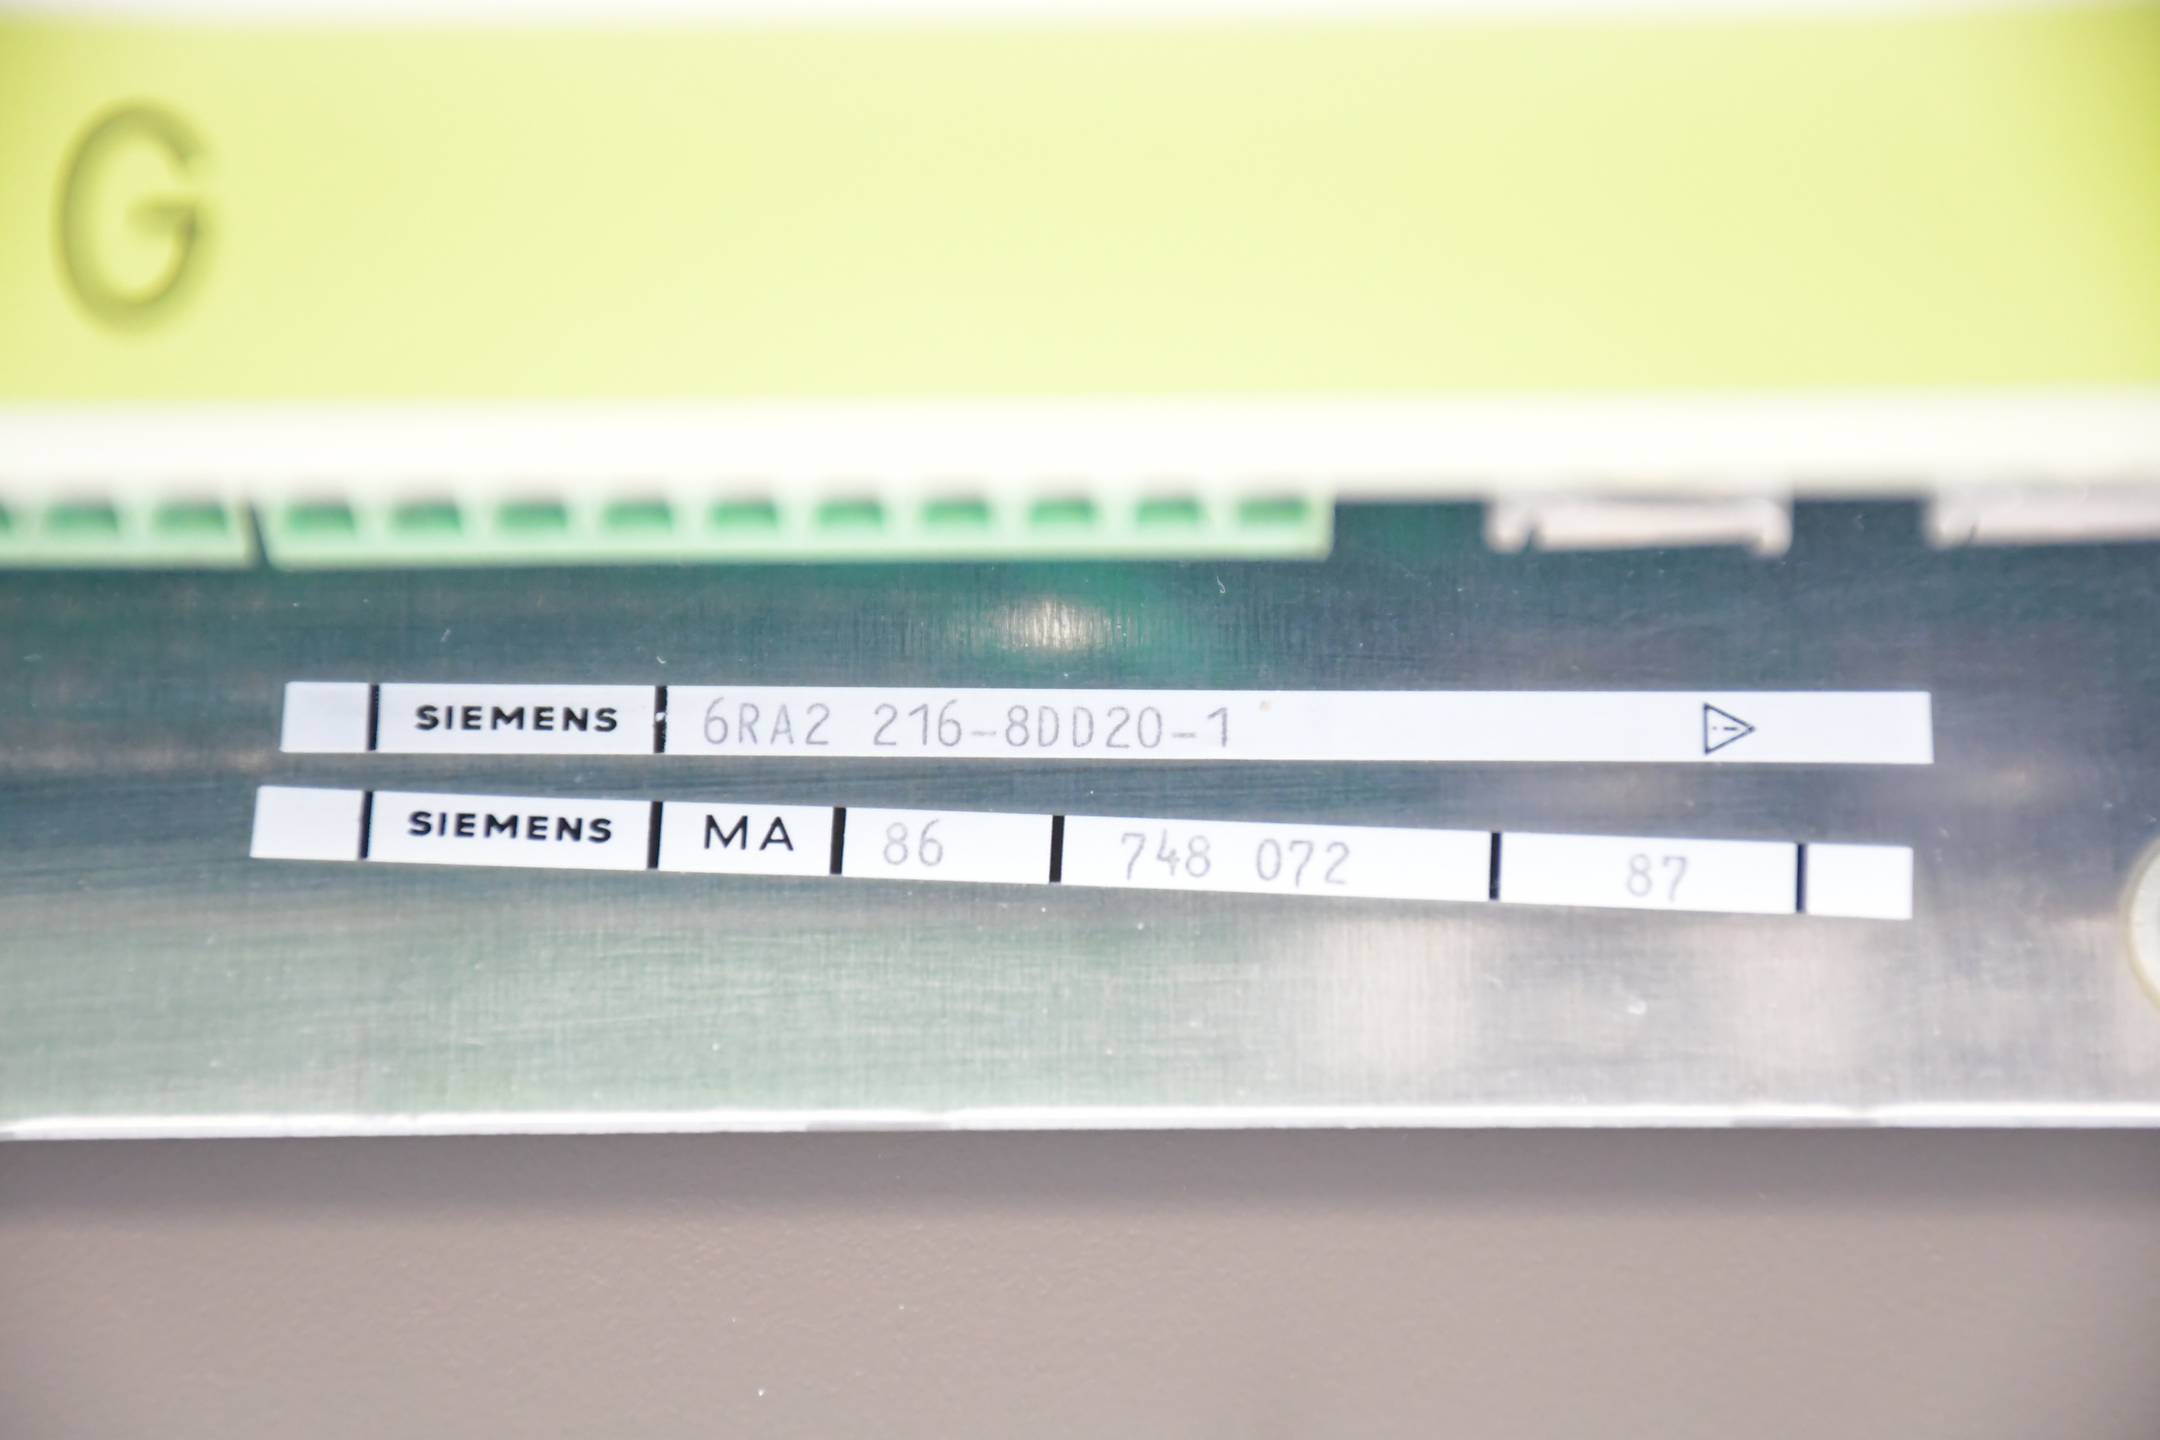 G
SIEMENS 6RA2 216-8DD20-1
SIEMENS MA 86 748 072 87